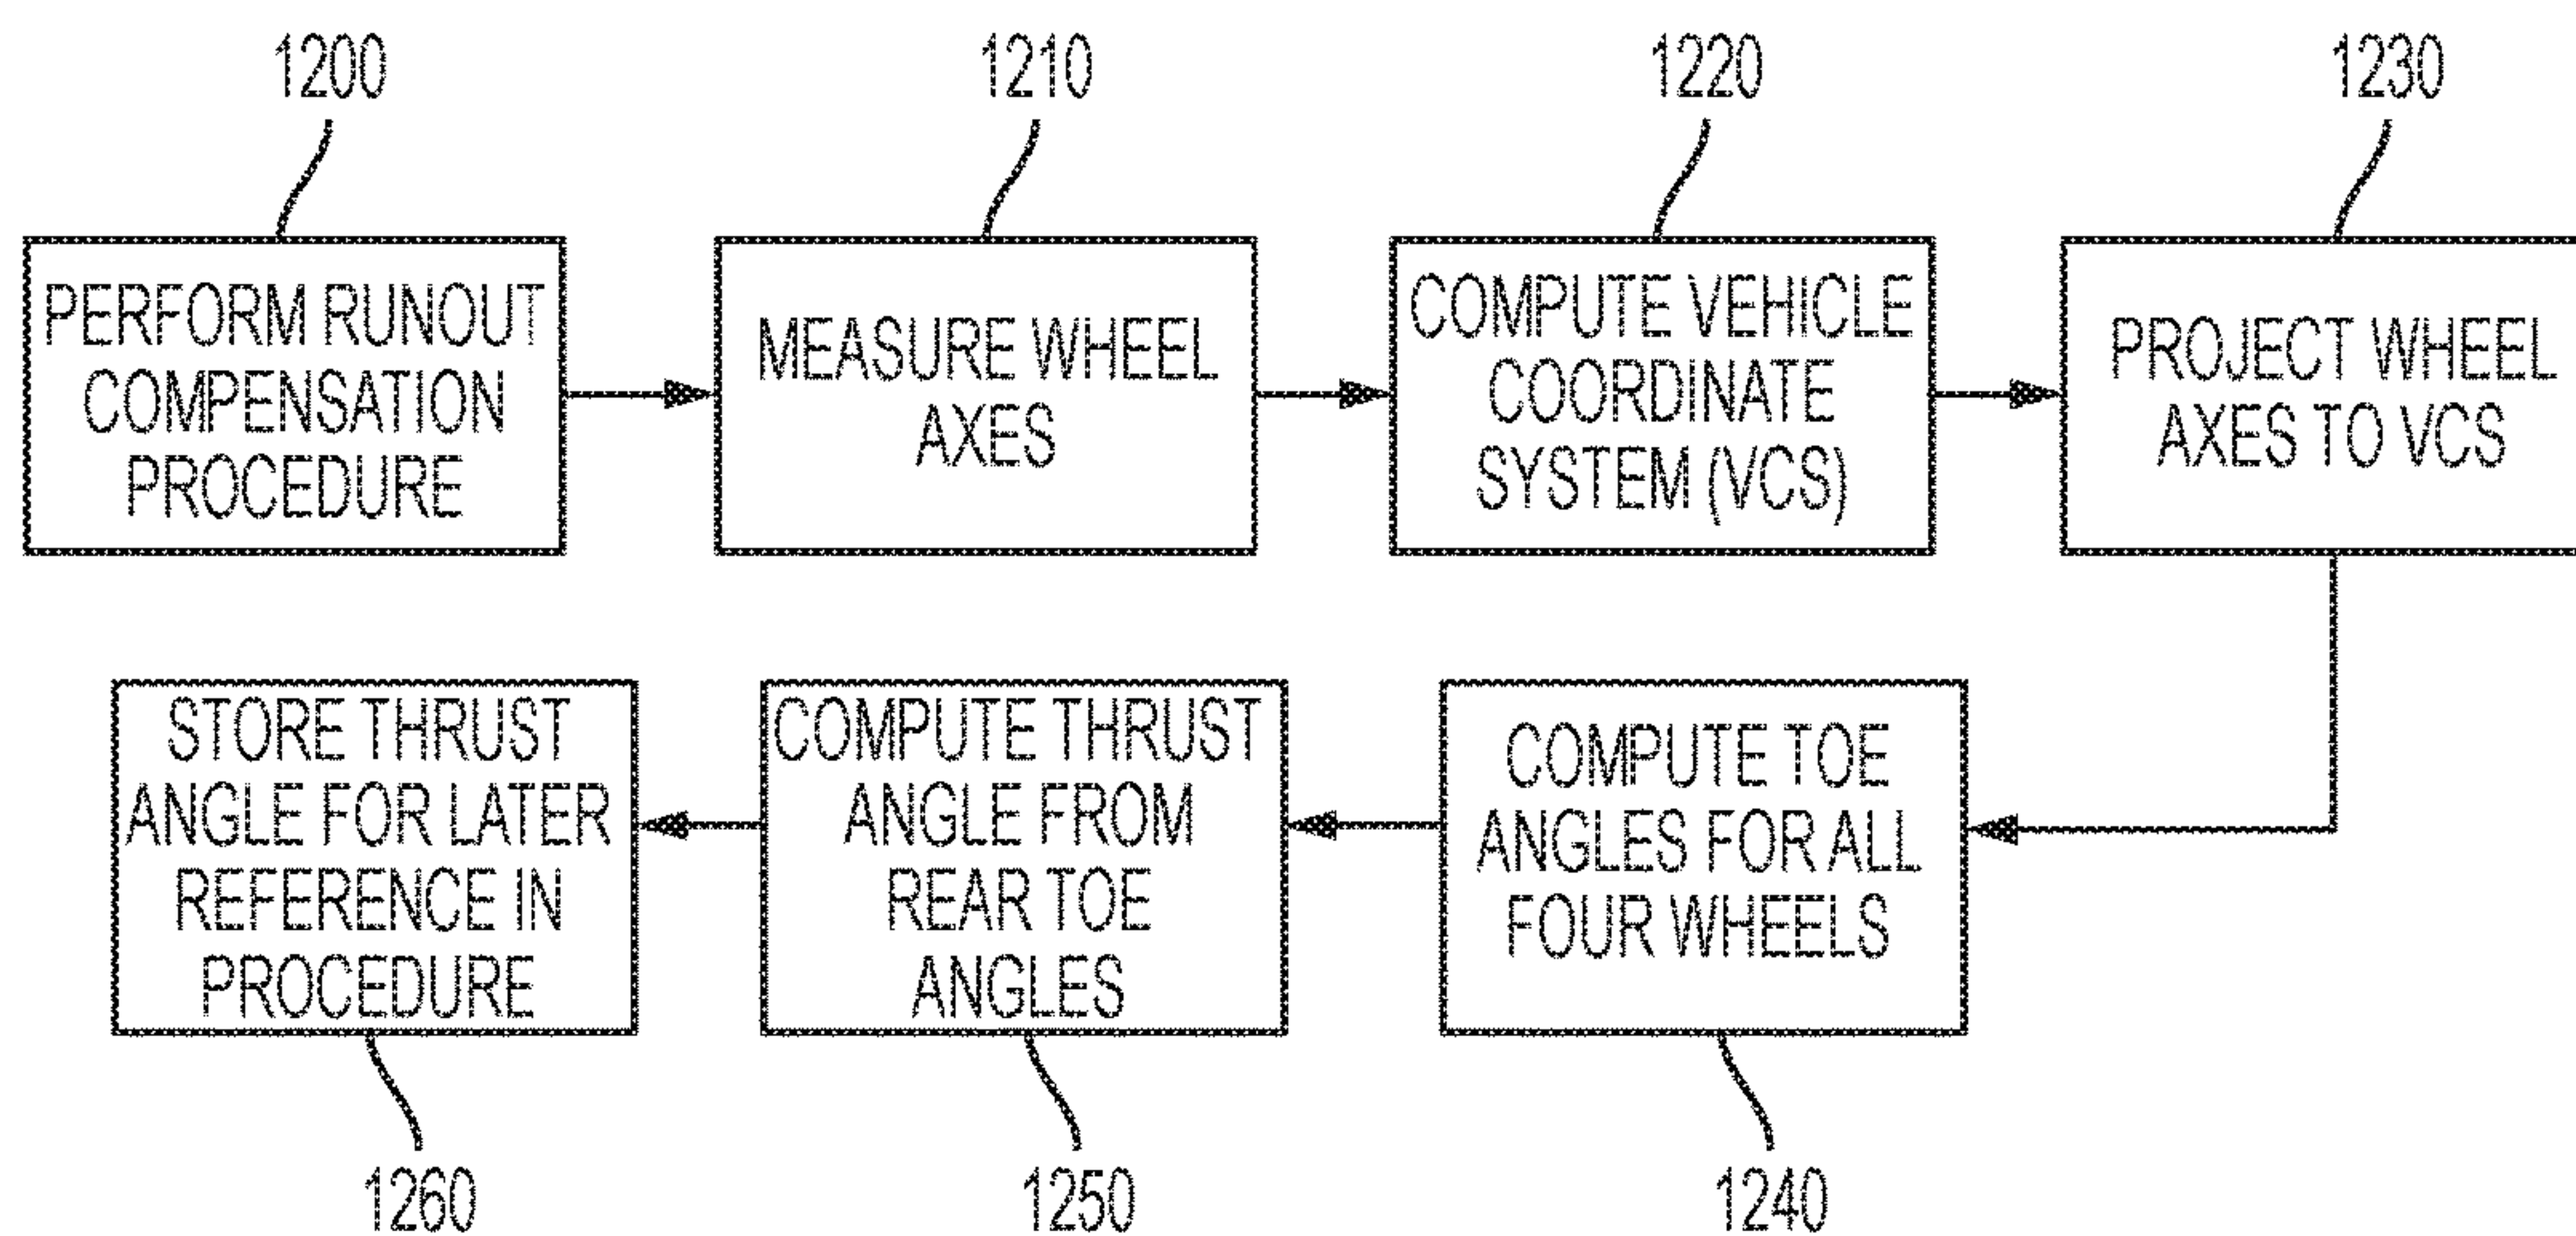 1200
1210
1220
1230
PERFORM RUNOUT
COMPENSATION
PROCEDURE
MEASURE WHEEL
AXES
COMPUTE VEHICLE
COORDINATE
SYSTEM (VCS)
PROJECT WHEEL
AXES TO VCS
STORE THRUST
ANGLE FOR LATER
REFERENCE IN
PROCEDURE
COMPUTE THRUST
ANGLE FROM
REAR TOE
ANGLES
COMPUTE TOE
ANGLES FOR ALL
FOUR WHEELS
1260
1250
1240